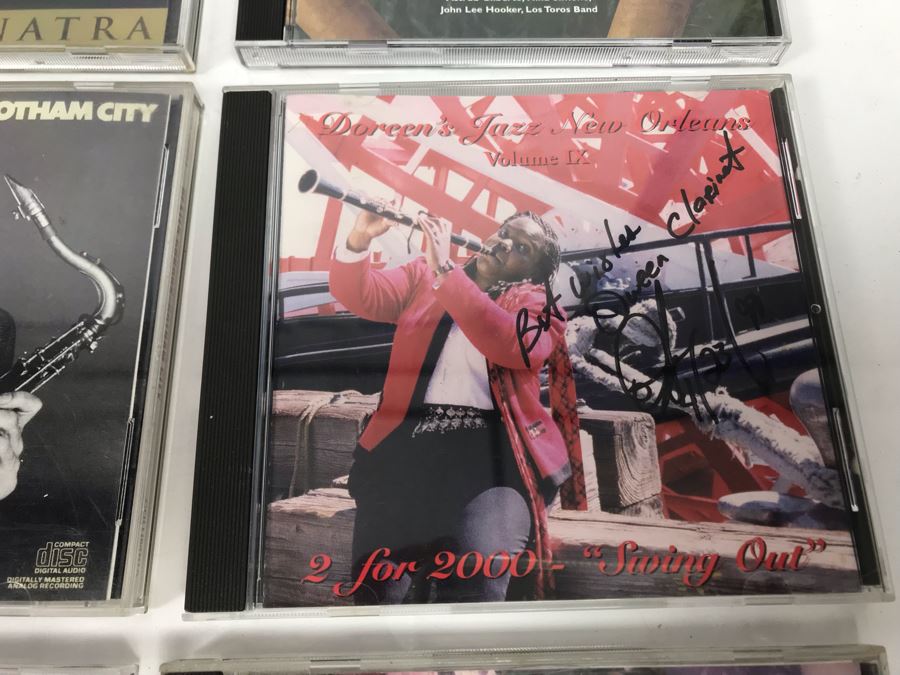 NATRA
John Lee Hooker, Los Toros Band
OTHAM CITY
COMPACT
disc
DIGITAL AUDIO
DIGITALLY MASTERED
ANALOG RECORDING
Doreen's Jazz New Orleans
Volume IX
Best wishes
Queen Clarinet
2 for 2000 - "Swing Out"